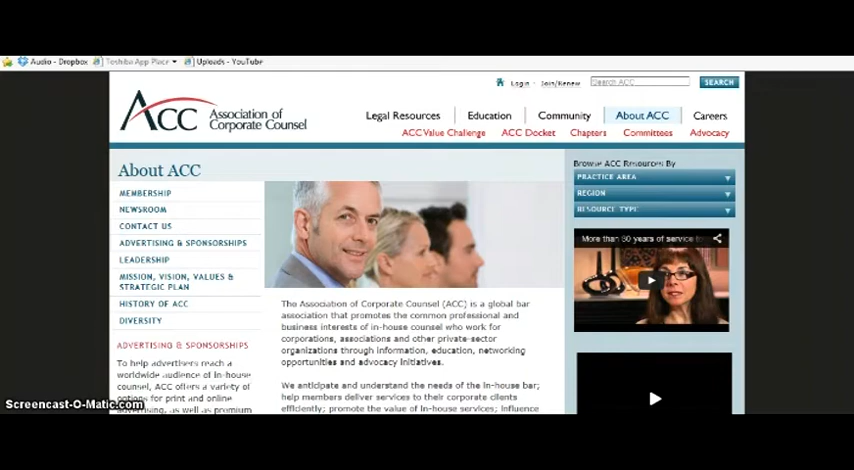 Audio - Dropbox Toshiba App Place Uploads - YouTube
Login Join/Renew Search ACC SEARCH
ACC Association of
Corporate Counsel
Legal Resources Education Community About ACC Careers
ACC Value Challenge ACC Docket Chapters Committees Advocacy
About ACC
MEMBERSHIP
NEWSROOM
CONTACT US
ADVERTISING & SPONSORSHIPS
LEADERSHIP
MISSION, VISION, VALUES &
STRATEGIC PLAN
HISTORY OF ACC
DIVERSITY
ADVERTISING & SPONSORSHIPS
To help advertisers reach a
worldwide audience of in-house
counsel, ACC offers a variety of
options for print and online
advertising, as well as premium
The Association of Corporate Counsel (ACC) is a global bar
association that promotes the common professional and
business interests of in-house counsel who work for
corporations, associations and other private-sector
organizations through information, education, networking
opportunities and advocacy initiatives.
We anticipate and understand the needs of the in-house bar;
help members deliver services to their corporate clients
efficiently; promote the value of in-house services; influence
Browse ACC Resources By
PRACTICE AREA
REGION
RESOURCE TYPE
More than 30 years of service to
Screencast-O-Matic.com